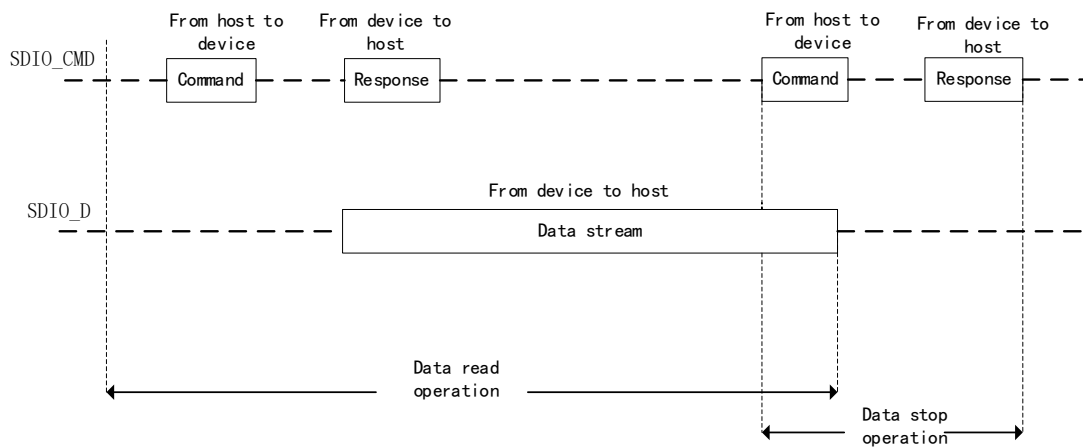 From host to
device
From device to
host
From host to
device
From device to
host
SDIO_CMD
Command
Response
Command
Response
From device to host
SDIO_D
Data stream
Data read
operation
Data stop
operation